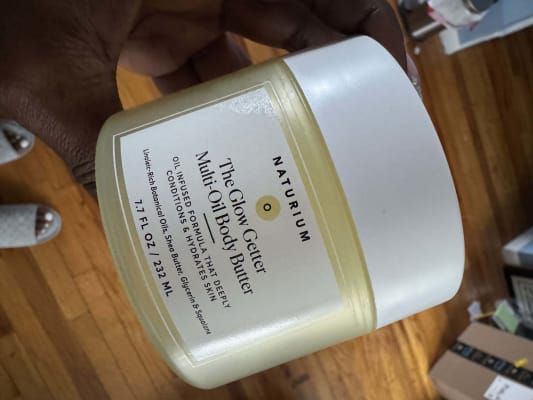 NATURIUM
The Glow Getter
Multi-Oil Body Butter
OIL INFUSED FORMULA THAT DEEPLY
CONDITIONS & HYDRATES SKIN
Linoleic-Rich Botanical Oils, Shea Butter, Glycerin & Squalane
7.7 FL OZ / 232 ML